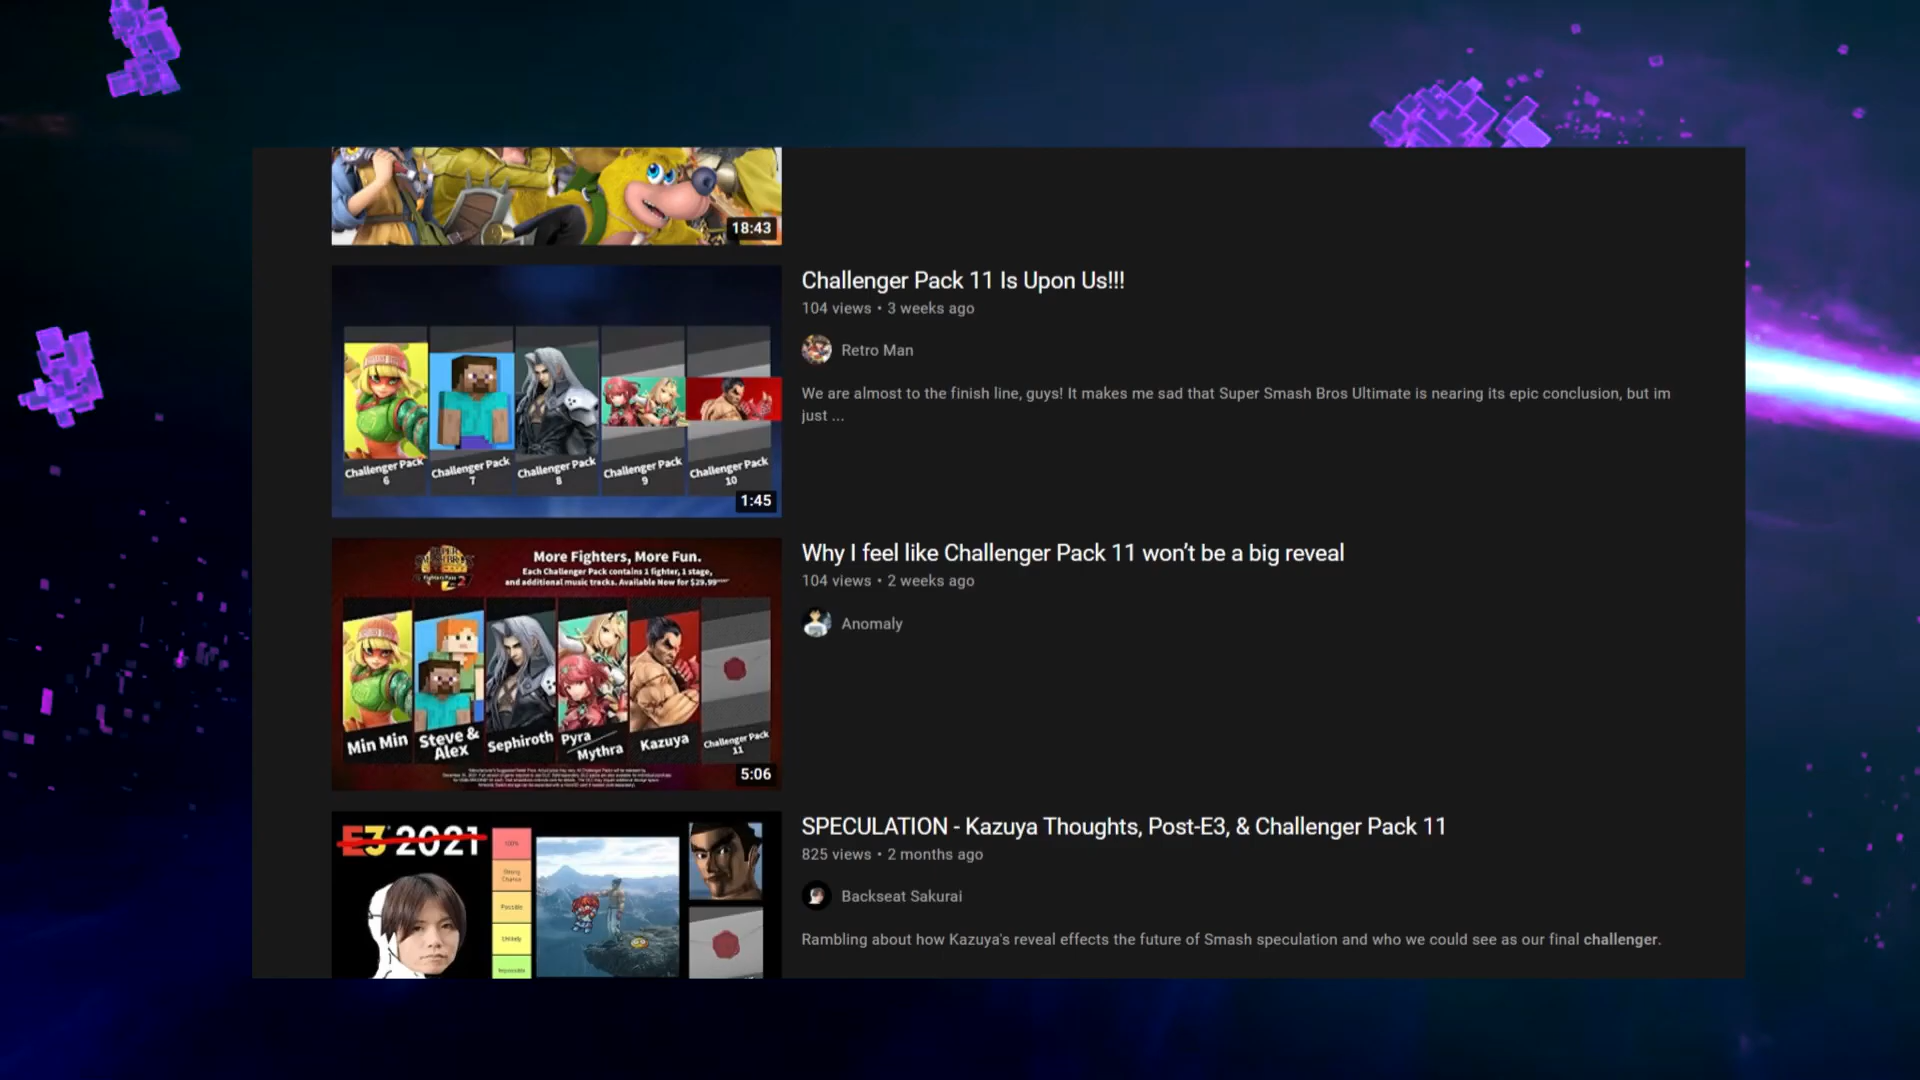 18:43
Challenger Pack 11 Is Upon Us!!!
104 views • 3 weeks ago
Retro Man
We are almost to the finish line, guys! It makes me sad that Super Smash Bros Ultimate is nearing its epic conclusion, but im
just ...
Challenger Pack
6
Challenger Pack
7
Challenger Pack
8
Challenger Pack
9
Challenger Pack
10
1:45
Why I feel like Challenger Pack 11 won’t be a big reveal
104 views • 2 weeks ago
Anomaly
More Fighters, More Fun.
Each Challenger Pack contains 1 fighter, 1 stage,
and additional music tracks. Available Now for $29.99
Min Min
Steve &
Alex
Sephiroth
Pyra
Mythra
Kazuya
Challenger Pack
11
5:06
SPECULATION - Kazuya Thoughts, Post-E3, & Challenger Pack 11
825 views • 2 months ago
Backseat Sakurai
Rambling about how Kazuya's reveal effects the future of Smash speculation and who we could see as our final challenger.
E3 2021
100%
Strong
Chance
Possible
Unlikely
Impossible